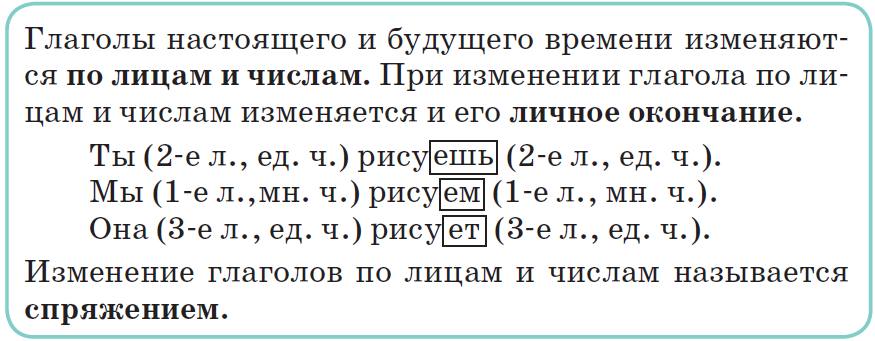 Глаголы настоящего и будущего времени изменяют-
ся по лицам и числам. При изменении глагола по ли-
цам и числам изменяется и его личное окончание.
Ты (2-е л., ед. ч.) рисуешь (2-е л., ед. ч.).
Мы (1-е л.,мн. ч.) рисуем (1-е л., мн. ч.).
Она (3-е л., ед. ч.) рисует (3-е л., ед. ч.).
Изменение глаголов по лицам и числам называется
спряжением.